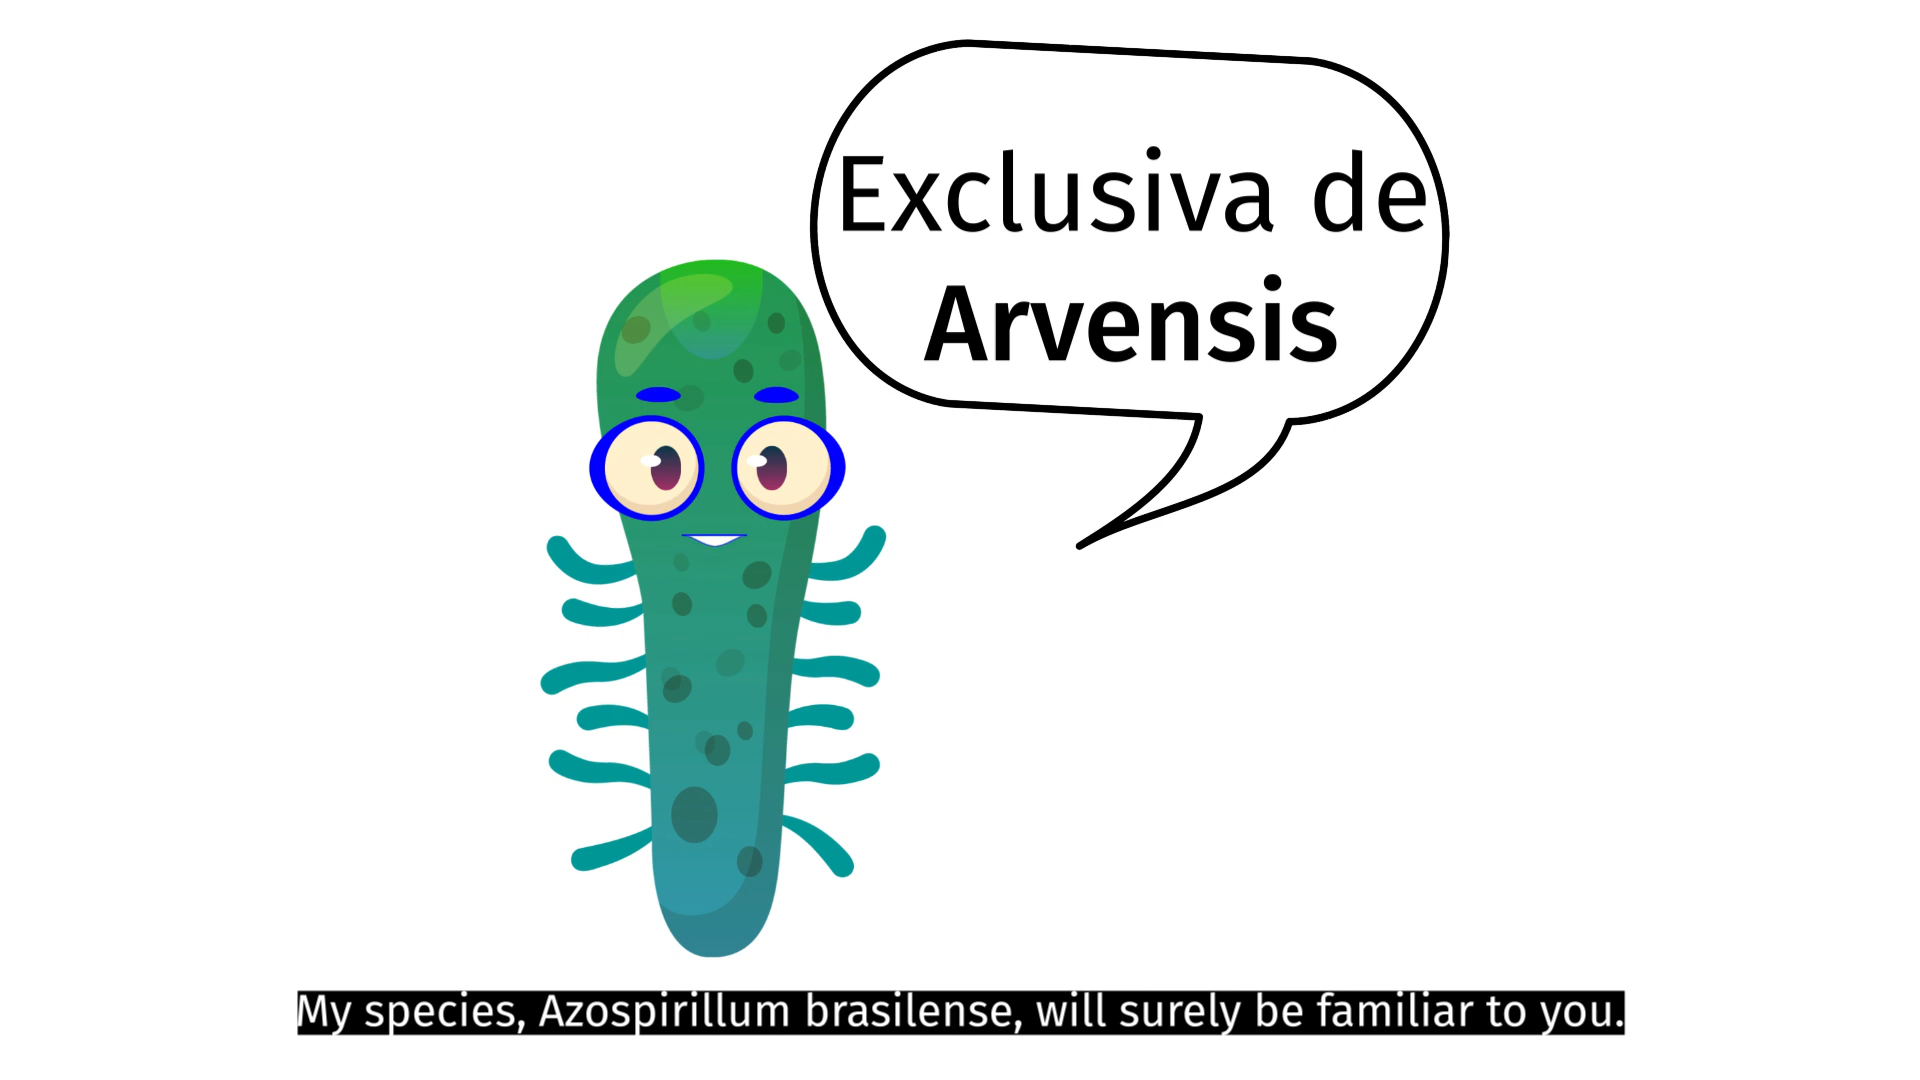 Exclusiva de
Arvensis
My species, Azospirillum brasilense, will surely be familiar to you.